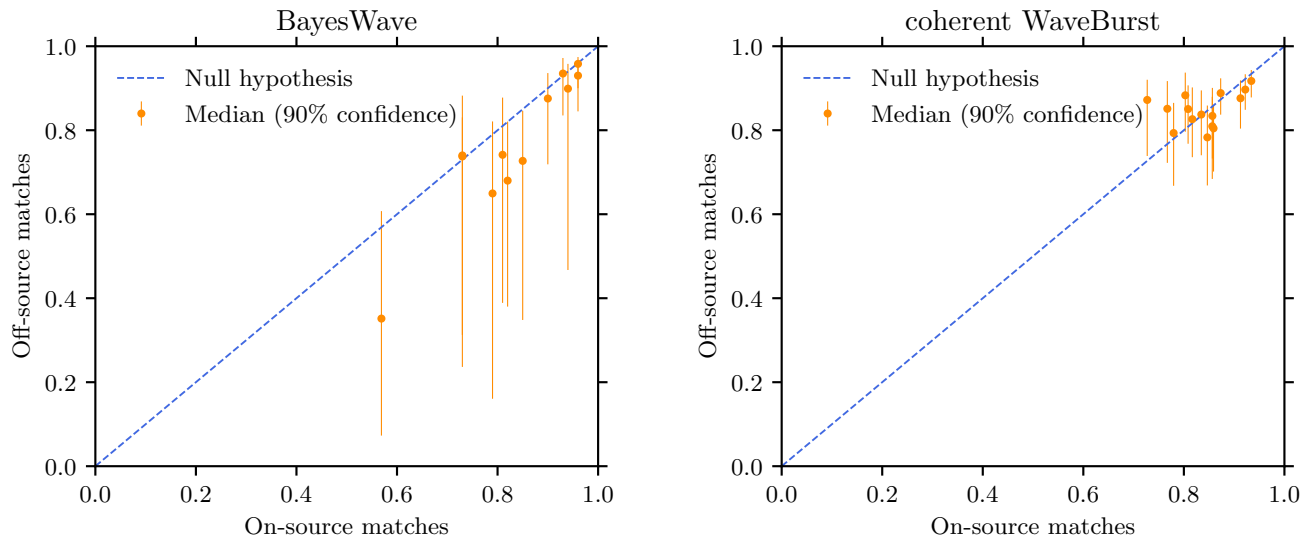 BayesWave
1.0
0.8
0.6
0.4
0.2
0.0
Off-source matches
Null hypothesis
Median (90% confidence)
0.0 0.2 0.4 0.6 0.8 1.0
On-source matches
coherent WaveBurst
1.0
0.8
0.6
0.4
0.2
0.0
Off-source matches
Null hypothesis
Median (90% confidence)
0.0 0.2 0.4 0.6 0.8 1.0
On-source matches